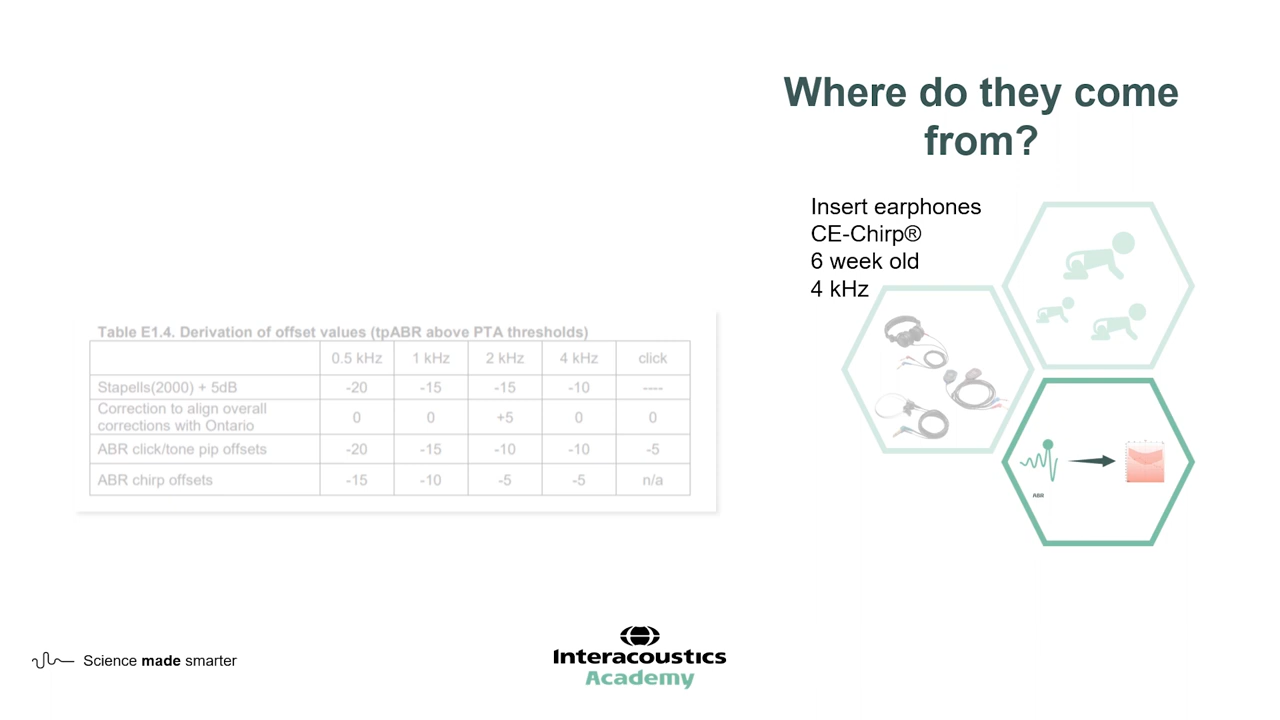 Where do they come
from?
Insert earphones
CE-Chirp®
6 week old
4 kHz
Table E1.4. Derivation of offset values (tpABR above PTA thresholds)
0.5 kHz 1 kHz 2 kHz 4 kHz click
Stapells(2000) + 5dB -20 -15 -15 -10 ----
Correction to align overall
corrections with Ontario 0 0 +5 0 0
ABR click/tone pip offsets -20 -15 -10 -10 -5
ABR chirp offsets -15 -10 -5 -5 n/a
ABR
Science made smarter
Interacoustics
Academy